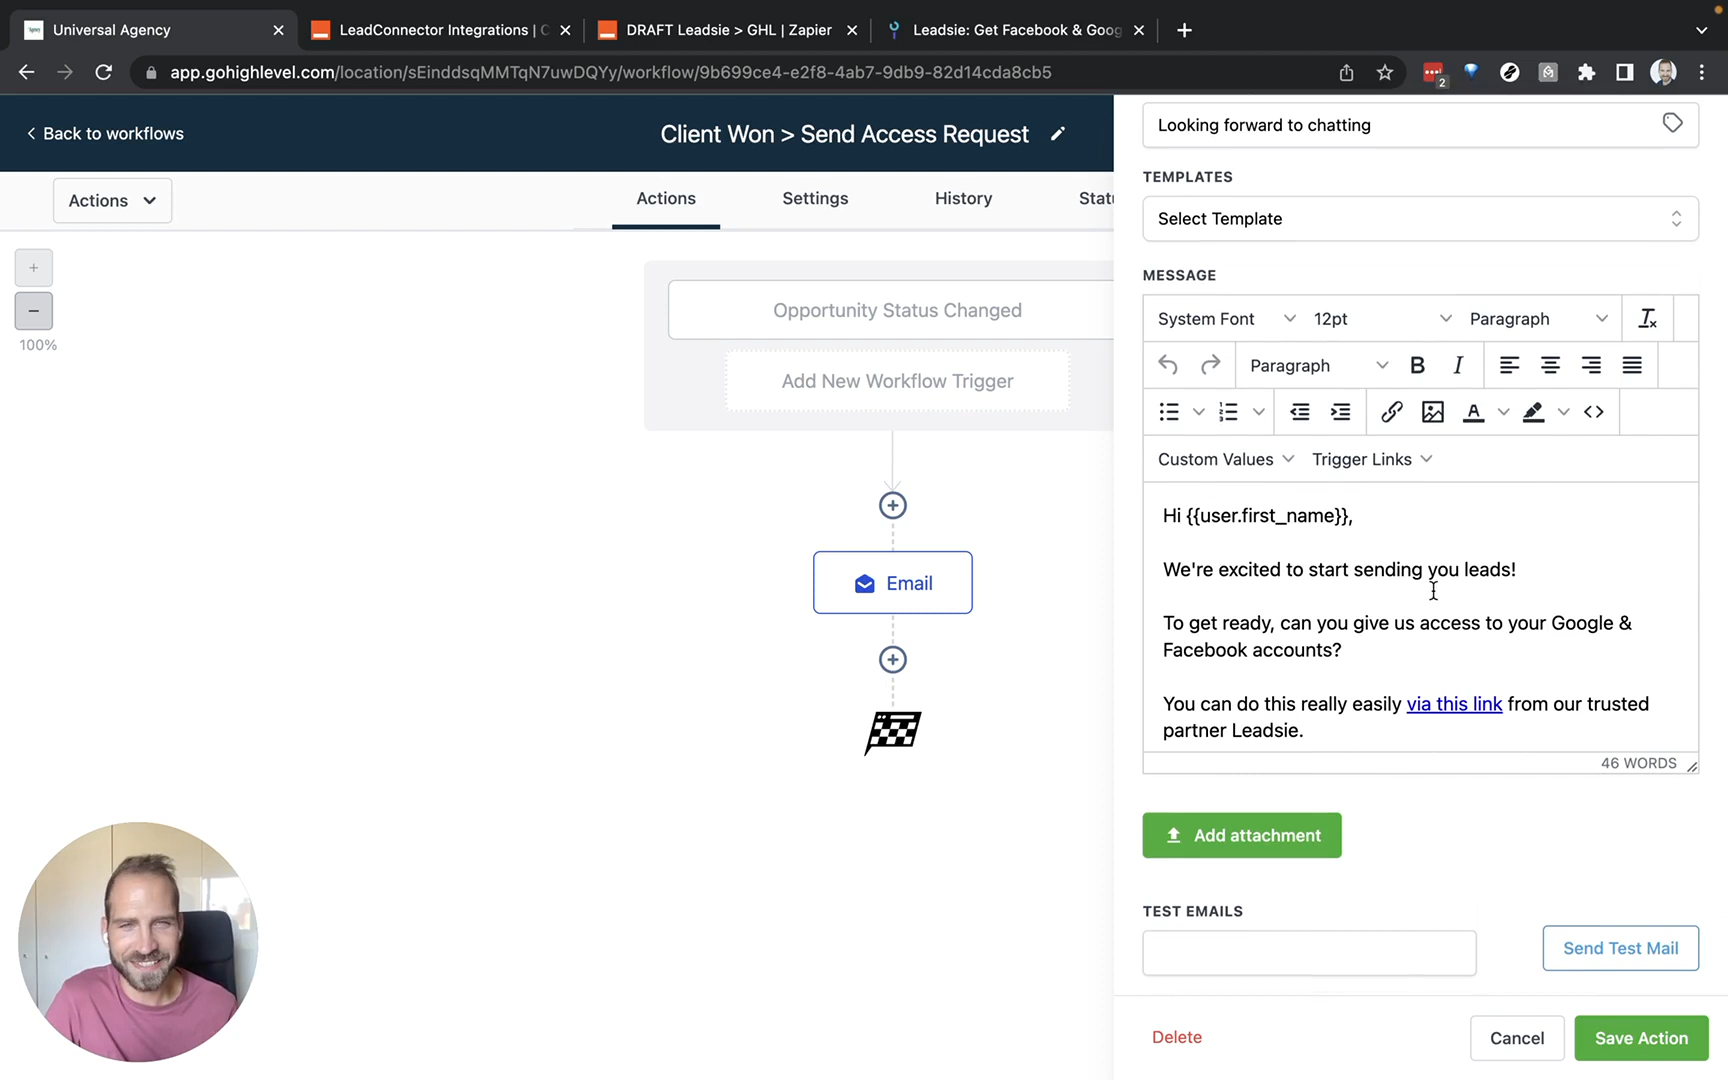 Universal Agency
LeadConnector Integrations | C
DRAFT Leadsie > GHL | Zapier
Leadsie: Get Facebook & Goog
app.gohighlevel.com/location/sEinddsqMMTqN7uwDQYy/workflow/9b699ce4-e2f8-4ab7-9db9-82d14cda8cb5
2
Back to workflows
Client Won > Send Access Request
Actions
Actions
Settings
History
Statu
100%
Opportunity Status Changed
Add New Workflow Trigger
Email
Looking forward to chatting
TEMPLATES
Select Template
MESSAGE
System Font
12pt
Paragraph
Paragraph
Custom Values
Trigger Links
Hi {{user.first_name}},
We're excited to start sending you leads!
To get ready, can you give us access to your Google &
Facebook accounts?
You can do this really easily via this link from our trusted
partner Leadsie.
46 WORDS
Add attachment
TEST EMAILS
Send Test Mail
Delete
Cancel
Save Action